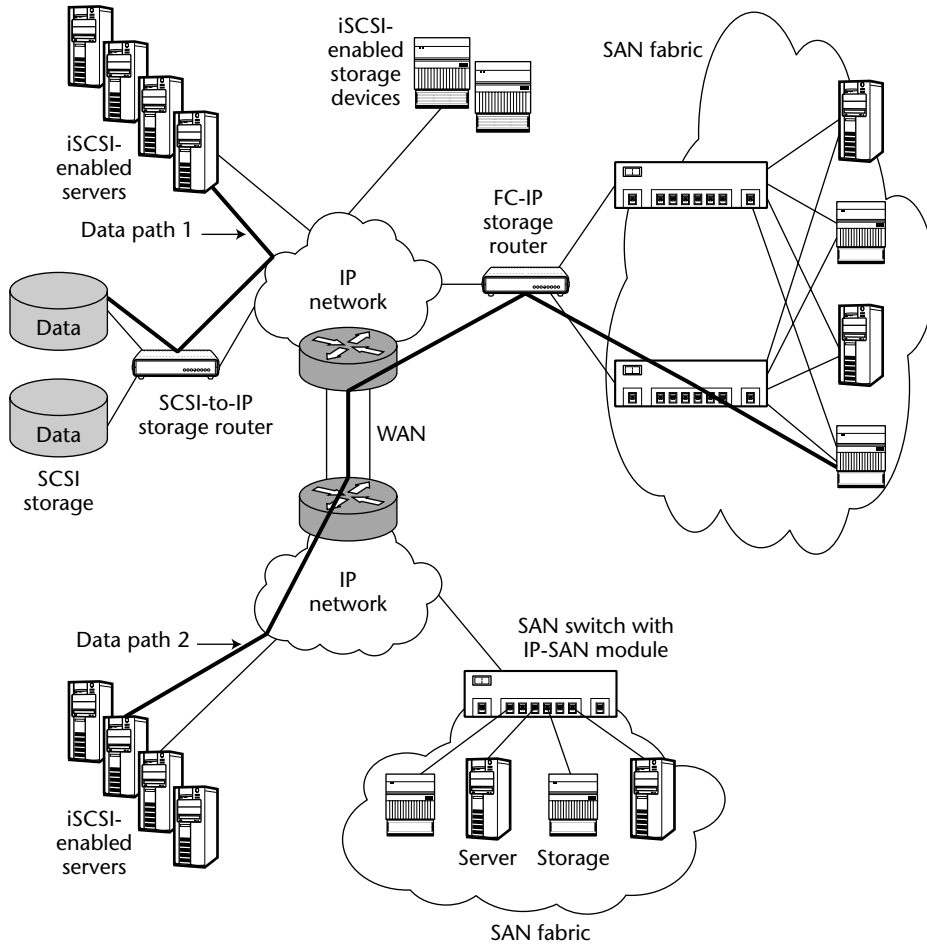 iSCSI-
enabled
storage
devices
SAN fabric
iSCSI-
enabled
servers
Data path 1
FC-IP
storage
router
IP
network
Data
Data
SCSI-to-IP
storage router
SCSI
storage
WAN
IP
network
Data path 2
SAN switch with
IP-SAN module
iSCSI-
enabled
servers
Server
Storage
SAN fabric